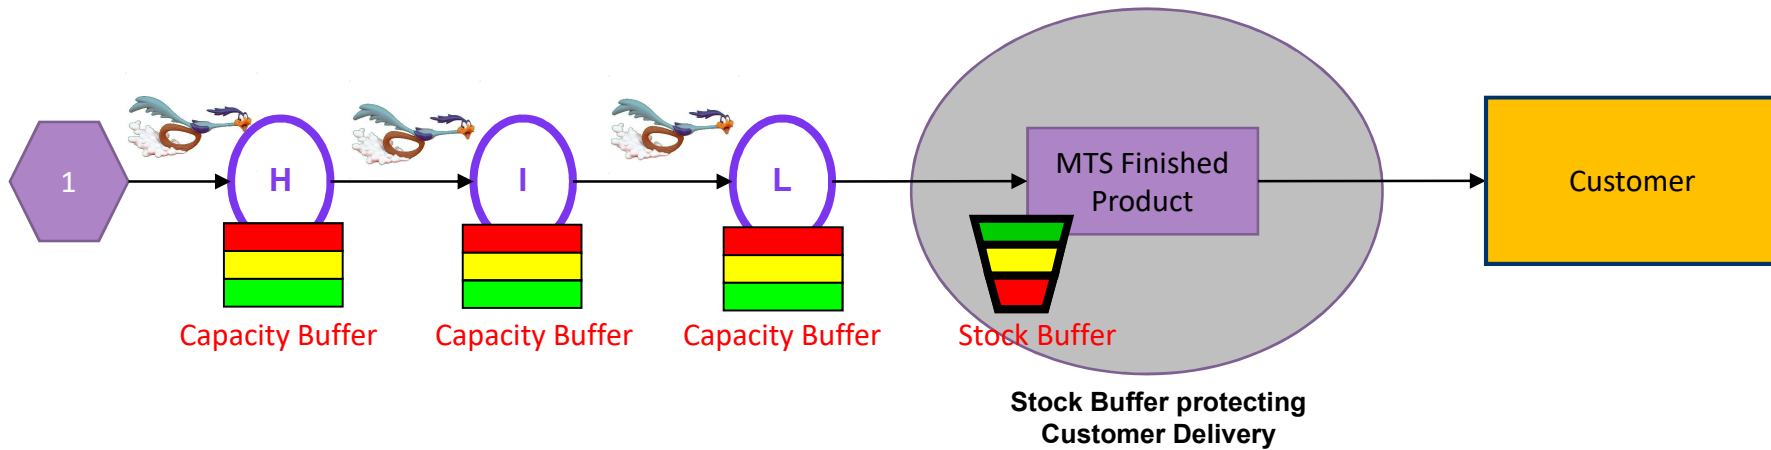 1
H
I
L
MTS Finished
Product
Customer
Capacity Buffer
Capacity Buffer
Capacity Buffer
Stock Buffer
Stock Buffer protecting
Customer Delivery